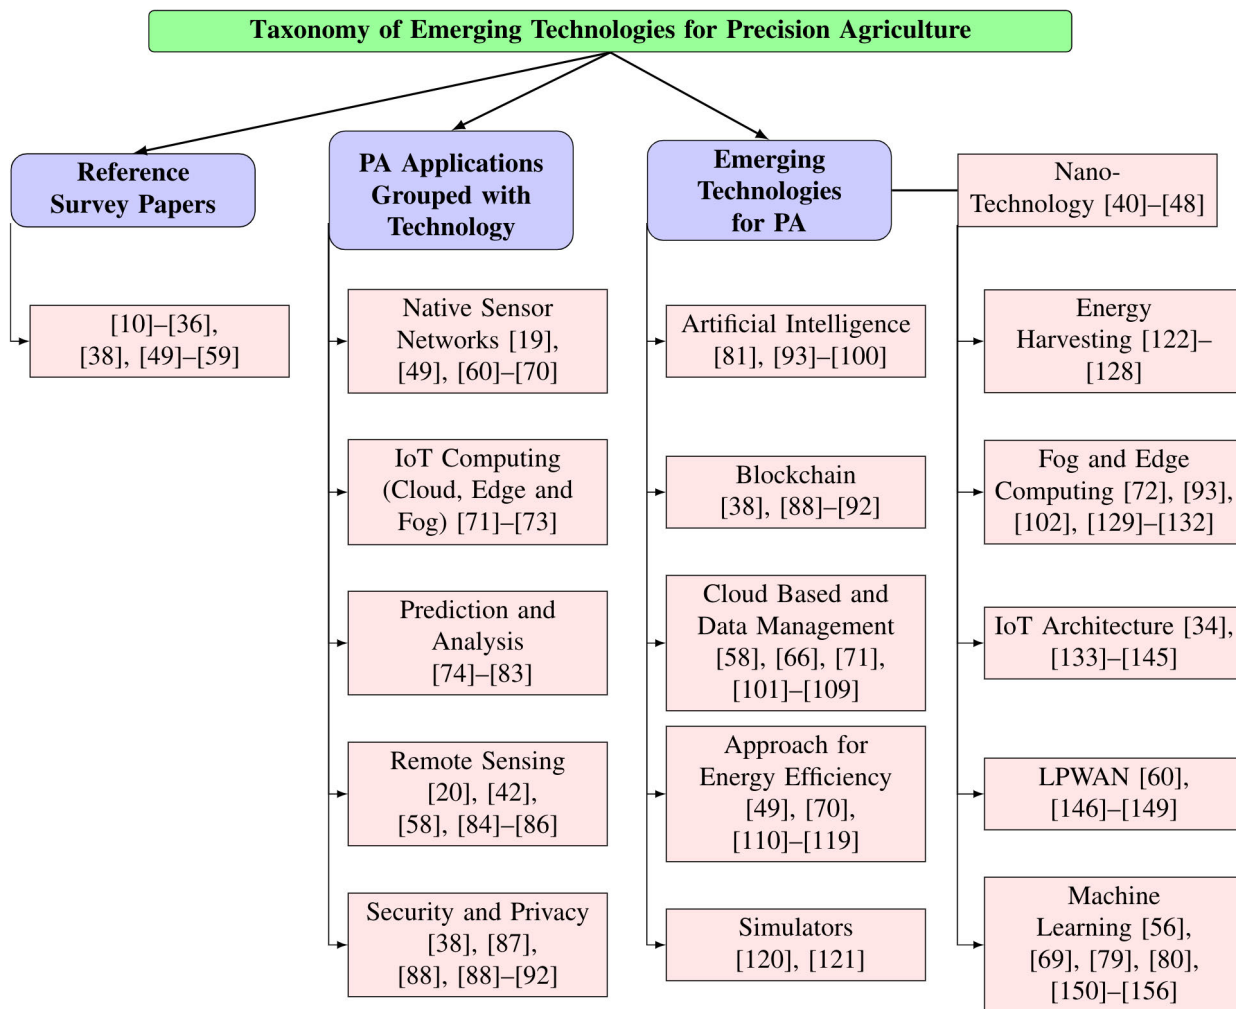 Taxonomy of Emerging Technologies for Precision Agriculture
Reference
Survey Papers
[10]–[36],
[38], [49]–[59]
PA Applications
Grouped with
Technology
Native Sensor
Networks [19],
[49], [60]–[70]
IoT Computing
(Cloud, Edge and
Fog) [71]–[73]
Prediction and
Analysis
[74]–[83]
Remote Sensing
[20], [42],
[58], [84]–[86]
Security and Privacy
[38], [87],
[88], [88]–[92]
Emerging
Technologies
for PA
Artificial Intelligence
[81], [93]–[100]
Blockchain
[38], [88]–[92]
Cloud Based and
Data Management
[58], [66], [71],
[101]–[109]
Approach for
Energy Efficiency
[49], [70],
[110]–[119]
Simulators
[120], [121]
Nano-
Technology [40]–[48]
Energy
Harvesting [122]–
[128]
Fog and Edge
Computing [72], [93],
[102], [129]–[132]
IoT Architecture [34],
[133]–[145]
LPWAN [60],
[146]–[149]
Machine
Learning [56],
[69], [79], [80],
[150]–[156]